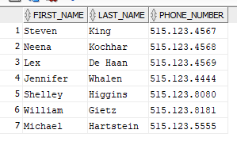 FIRST_NAME LAST_NAME PHONE_NUMBER
1 Steven King 515.123.4567
2 Neena Kochhar 515.123.4568
3 Lex De Haan 515.123.4569
4 Jennifer Whalen 515.123.4444
5 Shelley Higgins 515.123.8080
6 William Gietz 515.123.8181
7 Michael Hartstein 515.123.5555